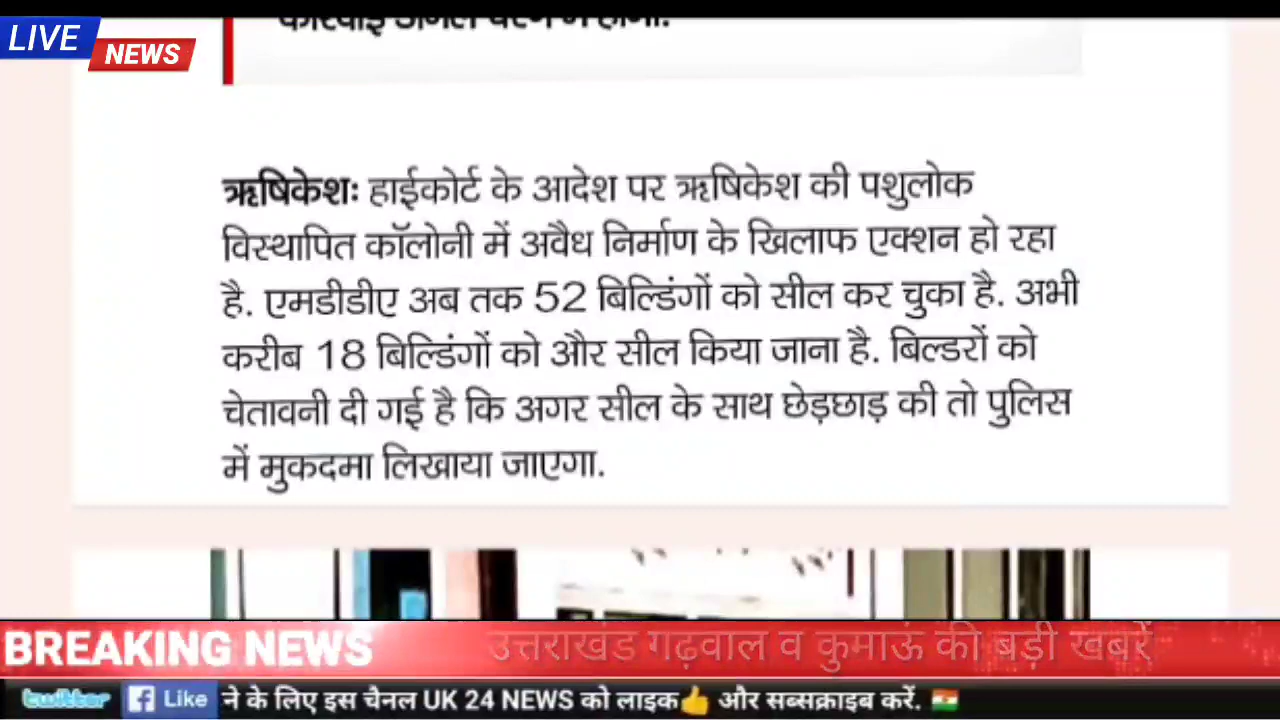 LIVE
NEWS
ऋषिकेशः हाईकोर्ट के आदेश पर ऋषिकेश की पशुलोक
विस्थापित कॉलोनी में अवैध निर्माण के खिलाफ एक्शन हो रहा
है. एमडीडीए अब तक 52 बिल्डिंगों को सील कर चुका है. अभी
करीब 18 बिल्डिंगों को और सील किया जाना है. बिल्डरों को
चेतावनी दी गई है कि अगर सील के साथ छेड़छाड़ की तो पुलिस
में मुकदमा लिखाया जाएगा.
BREAKING NEWS उत्तराखंड गढ़वाल व कुमाऊं की बड़ी खबरें
twitter f Like ने के लिए इस चैनल UK 24 NEWS को लाइक👍 और सब्सक्राइब करें. 🇮🇳